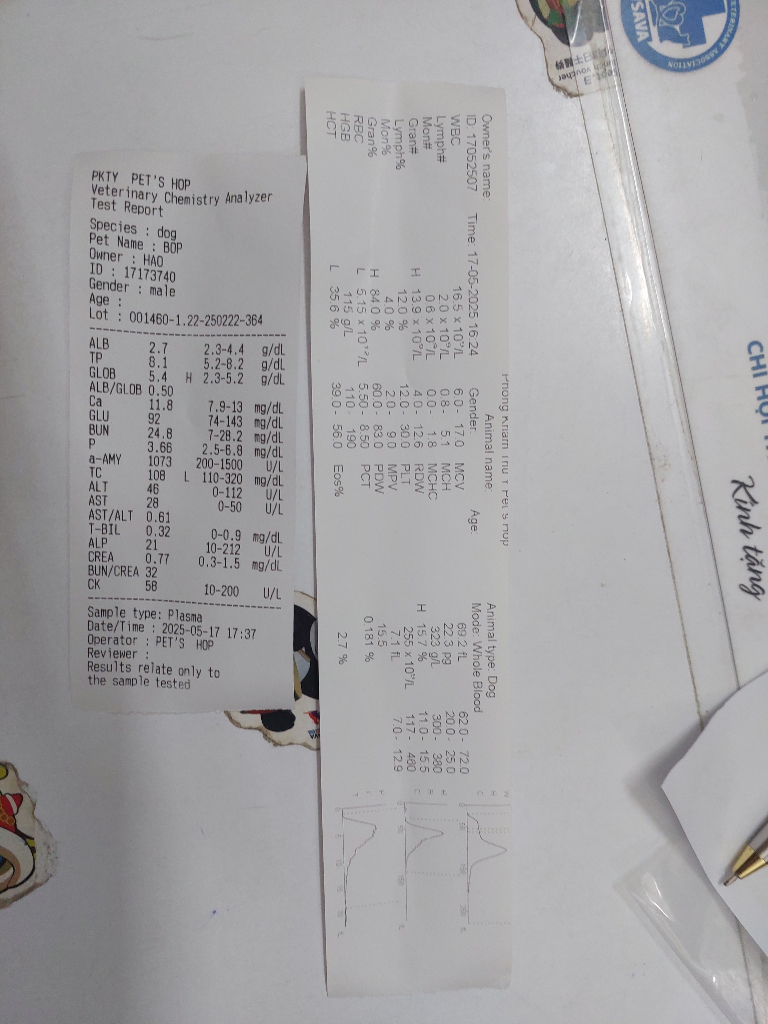 PKTY PET'S HOP
Veterinary Chemistry Analyzer
Test Report
Species : dog
Pet Name : BOP
Owner : HAO
ID : 17173740
Gender : male
Age :
Lot : 001460-1.22-250222-364
ALB 2.7 2.3-4.4 g/dL
TP 8.1 5.2-8.2 g/dL
GLOB 5.4 H 2.3-5.2 g/dL
ALB/GLOB 0.50
Ca 11.8 7.9-13 mg/dL
GLU 92 74-143 mg/dL
BUN 24.8 7-28.2 mg/dL
P 3.66 2.5-6.8 mg/dL
a-AMY 1073 200-1500 U/L
TC 108 L 110-320 mg/dL
ALT 46 0-112 U/L
AST 28 0-50 U/L
AST/ALT 0.61
T-BIL 0.32 0-0.9 mg/dL
ALP 21 10-212 U/L
CREA 0.77 0.3-1.5 mg/dL
BUN/CREA 32
CK 58 10-200 U/L
Sample type: Plasma
Date/Time : 2025-05-17 17:37
Operator : PET'S HOP
Reviewer :
Results relate only to
the sample tested
Phòng Khám Thú Y Pet's Hop
Owner's name: Animal name: Animal type: Dog
ID: 17052507 Time: 17-05-2025 16:24 Gender: Age: Mode: Whole Blood
WBC 16.5 x 10⁹/L 6.0 - 17.0 MCV 69.2 fL 62.0 - 72.0
Lymph# 2.0 x 10⁹/L 0.8 - 5.1 MCH 22.3 pg 20.0 - 25.0
Mon# 0.6 x 10⁹/L 0.0 - 1.8 MCHC 323 g/L 300 - 380
Gran# H 13.9 x 10⁹/L 4.0 - 12.6 RDW H 15.7 % 11.0 - 15.5
Lymph% 12.0 % 12.0 - 30.0 PLT 255 x 10⁹/L 117 - 460
Mon% 4.0 % 2.0 - 9.0 MPV 7.1 fL 7.0 - 12.9
Gran% H 84.0 % 60.0 - 83.0 PDW 15.5
RBC L 5.15 x 10¹²/L 5.50 - 8.50 PCT 0.181 %
HGB 115 g/L 110 - 190
HCT L 35.6 % 39.0 - 56.0 Eos% 2.7 %
SAVA
VETERINARY ASSOCIATION
voucher
CHI HỘI
Kính tặng